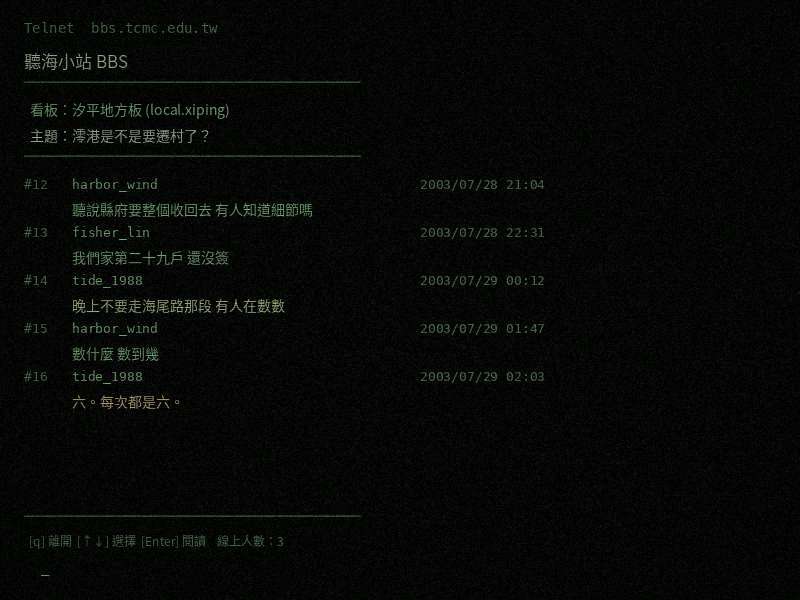 Telnet  bbs.tcmc.edu.tw
聽海小站 BBS
看板：汐平地方板 (local.xiping)
主題：澪港是不是要遷村了？
#12  harbor_wind  2003/07/28 21:04
聽說縣府要整個收回去 有人知道細節嗎
#13  fisher_lin  2003/07/28 22:31
我們家第二十九戶 還沒簽
#14  tide_1988  2003/07/29 00:12
晚上不要走海尾路那段 有人在數數
#15  harbor_wind  2003/07/29 01:47
數什麼 數到幾
#16  tide_1988  2003/07/29 02:03
六。每次都是六。
[q] 離開 [↑↓] 選擇 [Enter] 閱讀　線上人數：3
_